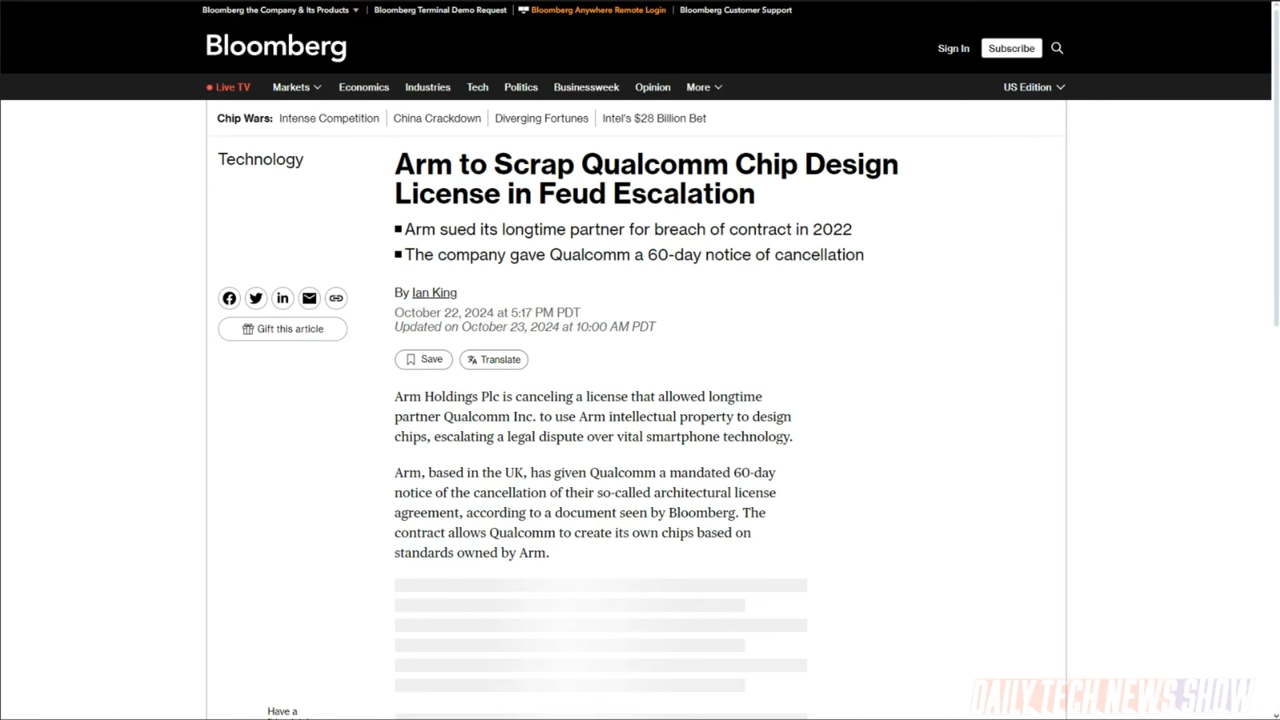 Bloomberg the Company & Its Products Bloomberg Terminal Demo Request Bloomberg Anywhere Remote Login Bloomberg Customer Support
Bloomberg
Sign In Subscribe
Live TV Markets Economics Industries Tech Politics Businessweek Opinion More US Edition
Chip Wars: Intense Competition China Crackdown Diverging Fortunes Intel's $28 Billion Bet
Technology
Arm to Scrap Qualcomm Chip Design
License in Feud Escalation
Arm sued its longtime partner for breach of contract in 2022
The company gave Qualcomm a 60-day notice of cancellation
By Ian King
October 22, 2024 at 5:17 PM PDT
Updated on October 23, 2024 at 10:00 AM PDT
Gift this article
Save Translate
Arm Holdings Plc is canceling a license that allowed longtime
partner Qualcomm Inc. to use Arm intellectual property to design
chips, escalating a legal dispute over vital smartphone technology.
Arm, based in the UK, has given Qualcomm a mandated 60-day
notice of the cancellation of their so-called architectural license
agreement, according to a document seen by Bloomberg. The
contract allows Qualcomm to create its own chips based on
standards owned by Arm.
Have a
DAILY TECH NEWS SHOW